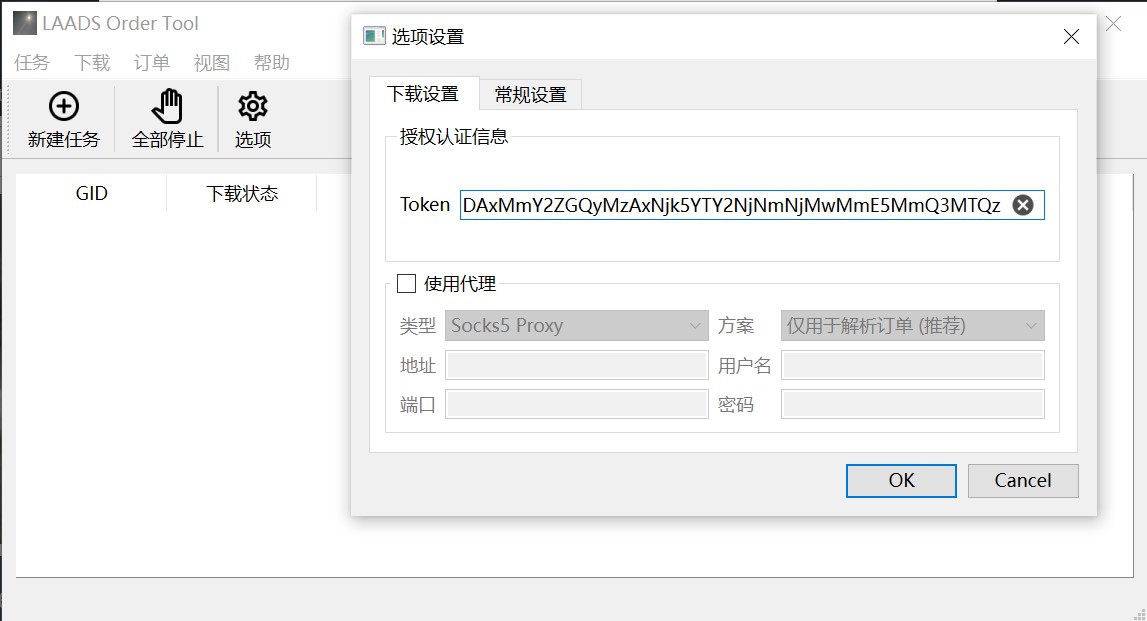 LAADS Order Tool
任务 下载 订单 视图 帮助
新建任务 全部停止 选项
GID 下载状态
选项设置
下载设置 常规设置
授权认证信息
Token DAxMmY2ZGQyMzAxNjk5YTY2NjNmNjMwMmE5MmQ3MTQz
使用代理
类型 Socks5 Proxy 方案 仅用于解析订单 (推荐)
地址 用户名
端口 密码
OK Cancel